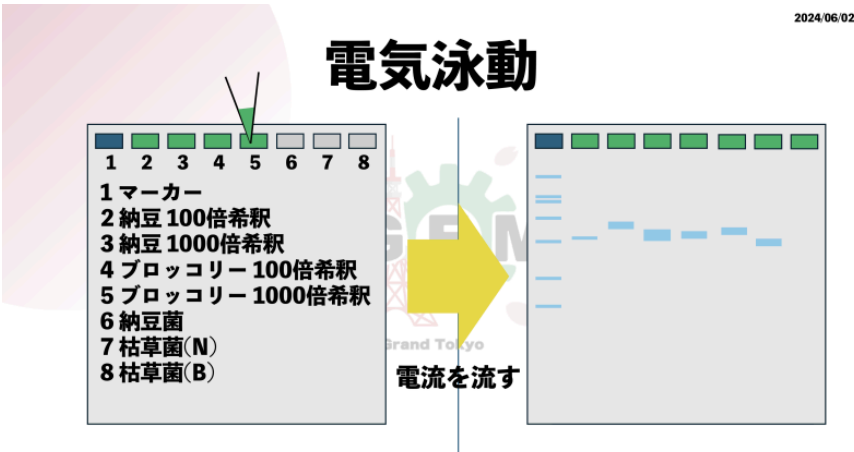 2024/06/02
電気泳動
1 2 3 4 5 6 7 8
1 マーカー
2 納豆 100倍希釈
3 納豆 1000倍希釈
4 ブロッコリー 100倍希釈
5 ブロッコリー 1000倍希釈
6 納豆菌
7 枯草菌(N)
8 枯草菌(B)
電流を流す
Grand Tokyo